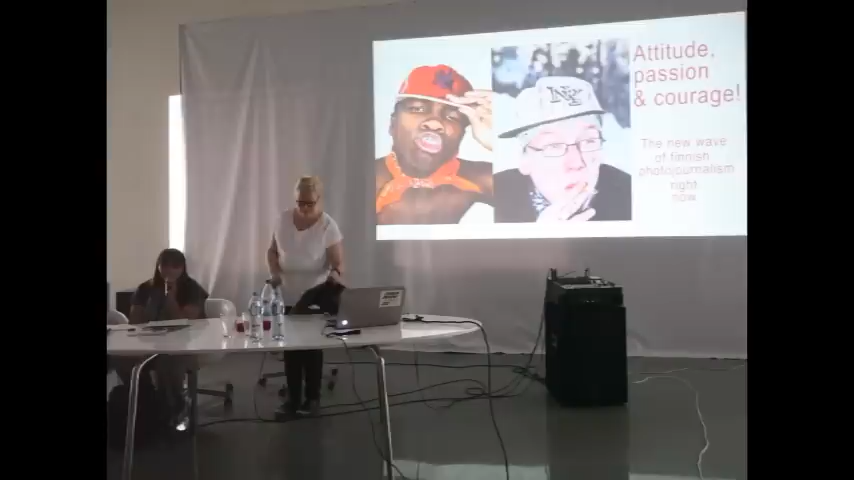 Attitude,
passion
& courage!
The new wave
of finnish
photojournalism
right
now
NY